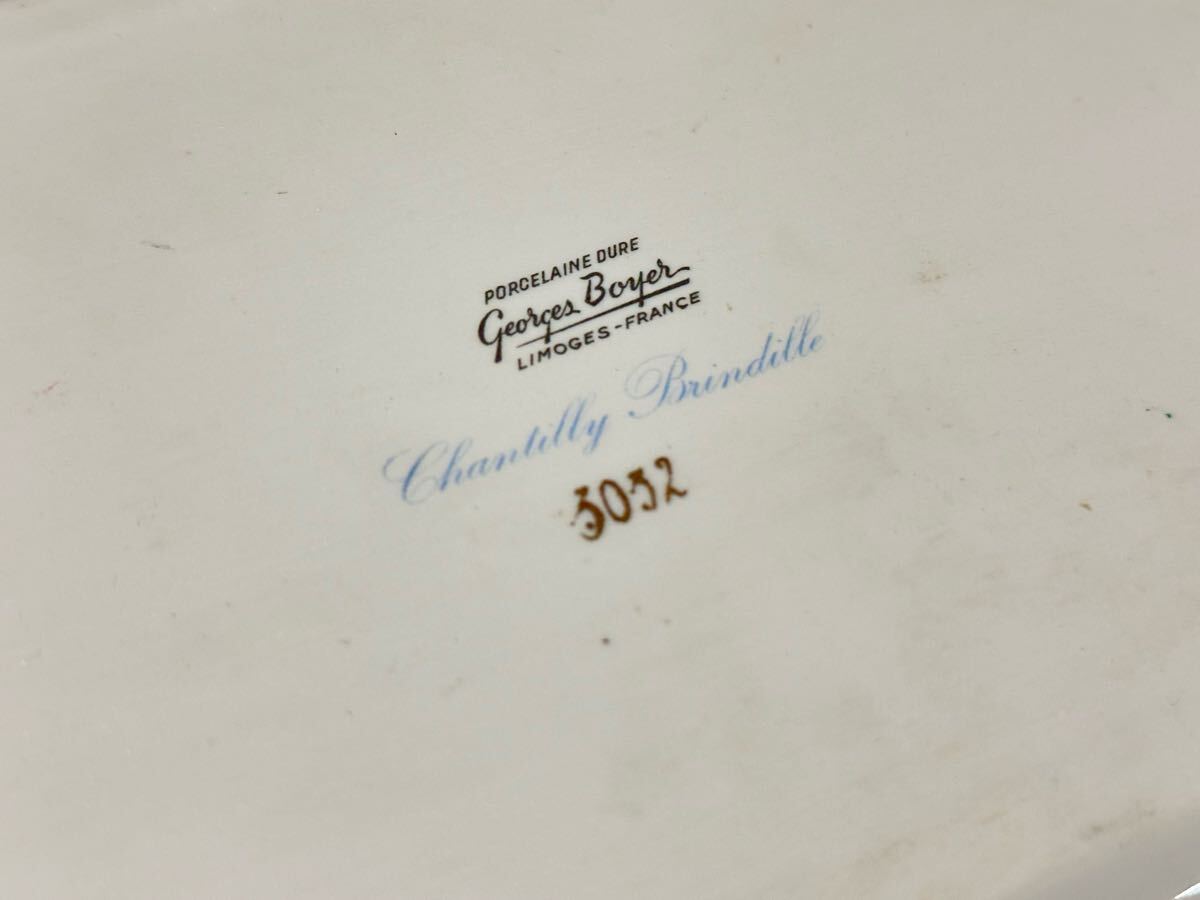 PORCELAINE DURE
Georges Boyer
LIMOGES-FRANCE
Chantilly Brindille
3032